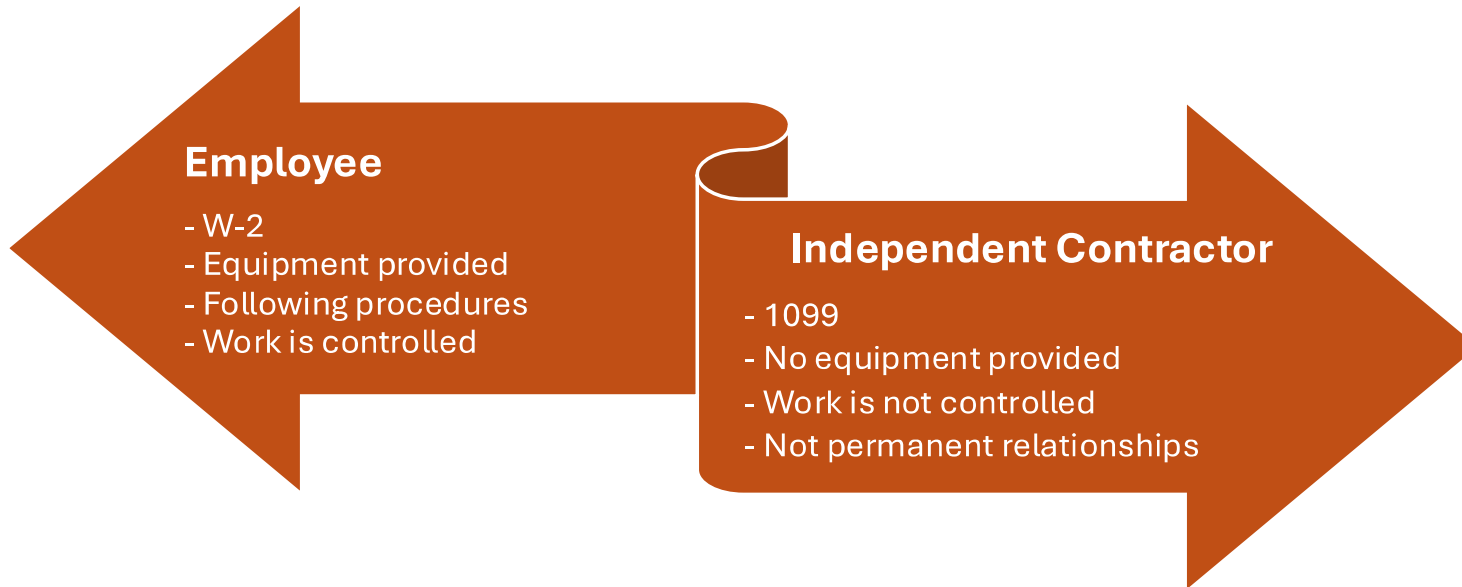 Employee
- W-2
- Equipment provided
- Following procedures
- Work is controlled
Independent Contractor
- 1099
- No equipment provided
- Work is not controlled
- Not permanent relationships